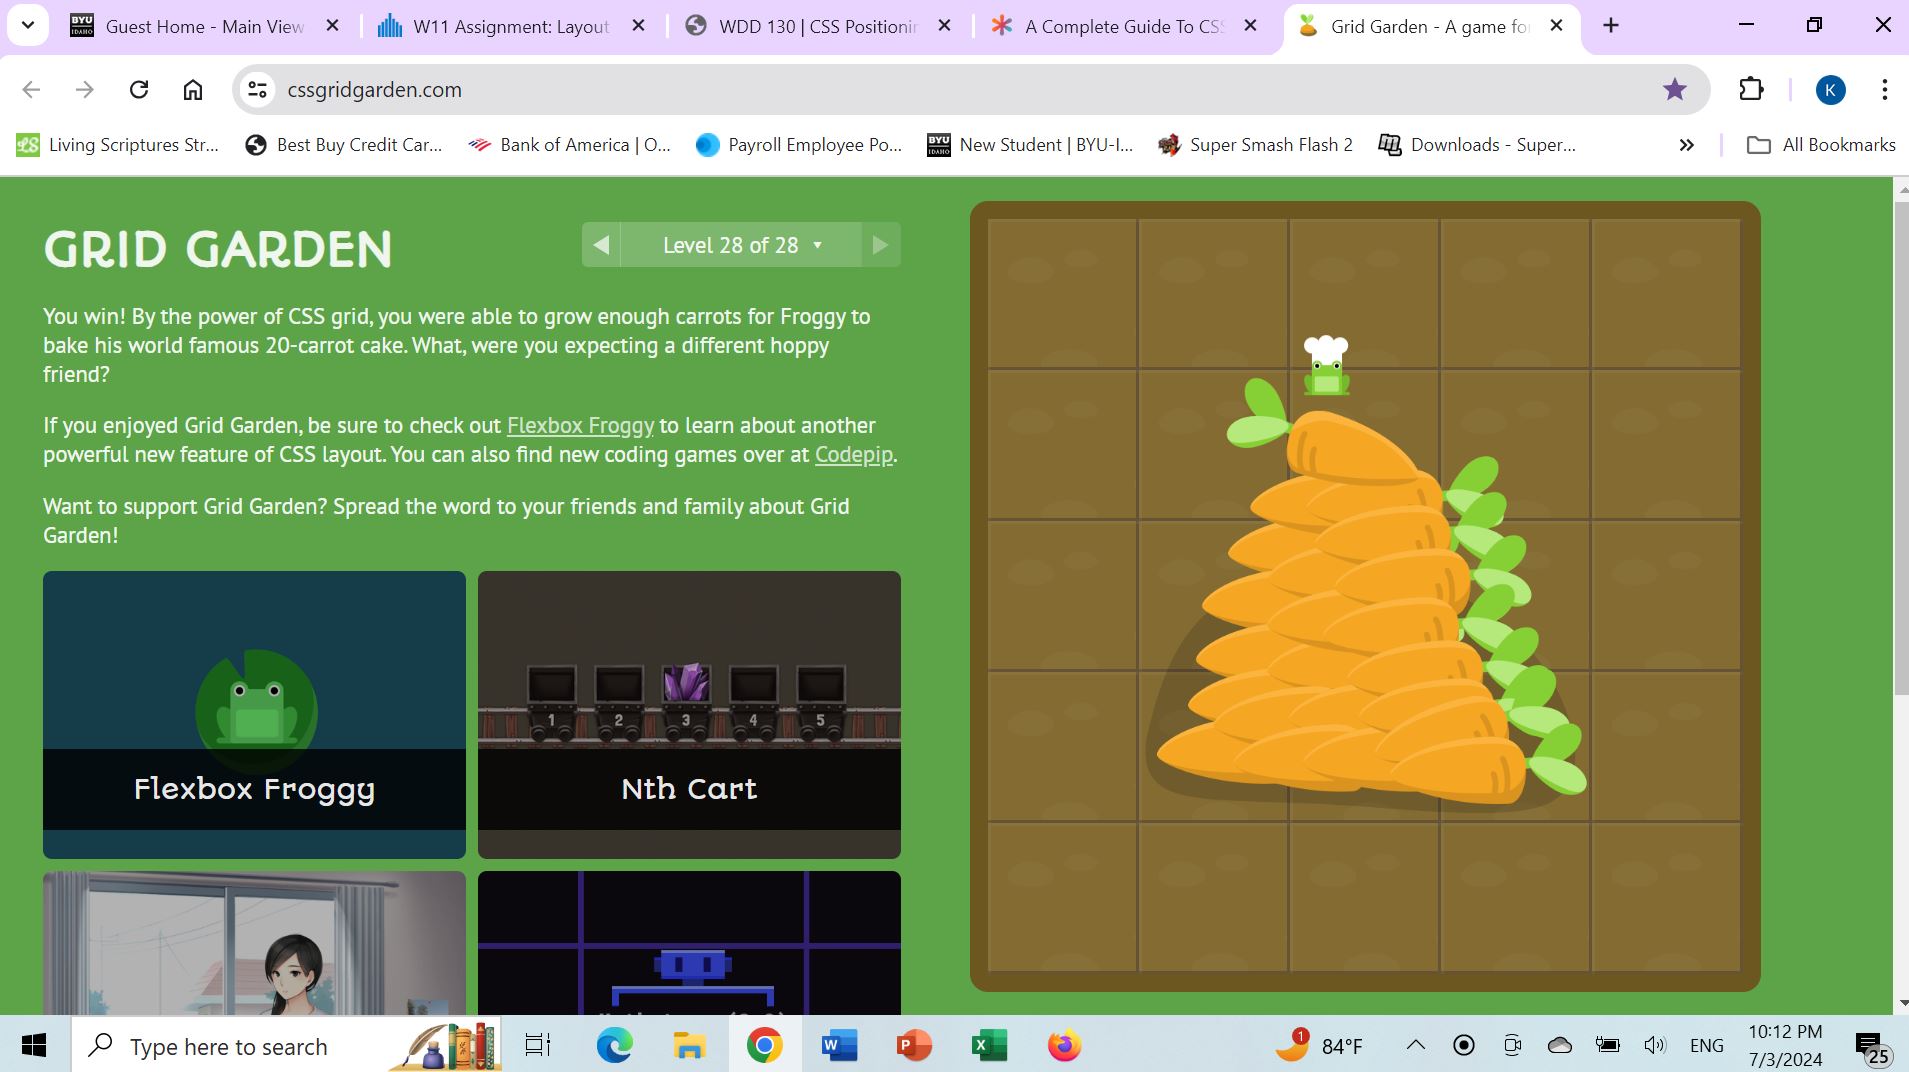 Guest Home - Main View
W11 Assignment: Layout
WDD 130 | CSS Positionin
A Complete Guide To CSS
Grid Garden - A game for
cssgridgarden.com
K
Living Scriptures Str...
Best Buy Credit Car...
Bank of America | O...
Payroll Employee Po...
New Student | BYU-I...
Super Smash Flash 2
Downloads - Super...
All Bookmarks
GRID GARDEN
Level 28 of 28
You win! By the power of CSS grid, you were able to grow enough carrots for Froggy to
bake his world famous 20-carrot cake. What, were you expecting a different hoppy
friend?
If you enjoyed Grid Garden, be sure to check out Flexbox Froggy to learn about another
powerful new feature of CSS layout. You can also find new coding games over at Codepip.
Want to support Grid Garden? Spread the word to your friends and family about Grid
Garden!
1 2 3 4 5
Flexbox Froggy
Nth Cart
Type here to search
1
84°F
ENG
10:12 PM
7/3/2024
25